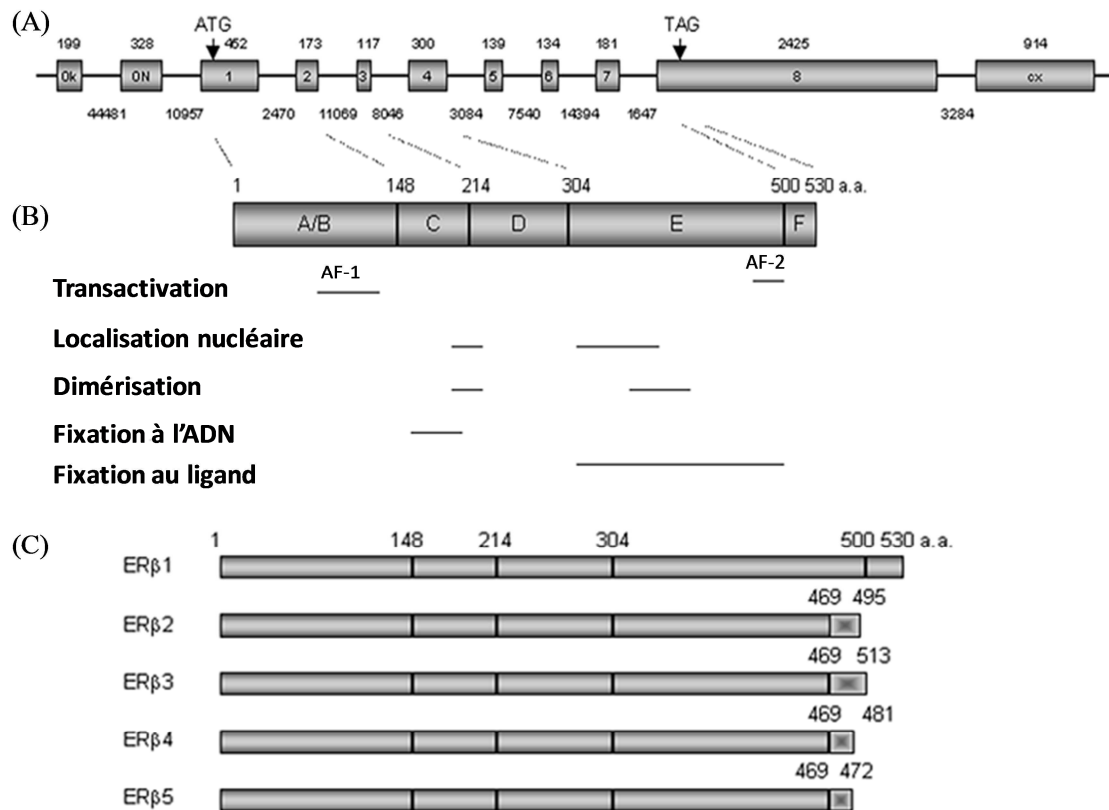 (A)
ATG TAG
199 328 462 173 117 300 139 134 181 2425 914
0k 0N 1 2 3 4 5 6 7 8 cx
44481 10957 2470 11069 8046 3084 7540 14394 1647 3284
1 148 214 304 500 530 a.a.
(B)
A/B C D E F
AF-1 AF-2
Transactivation
Localisation nucléaire
Dimérisation
Fixation à l'ADN
Fixation au ligand
(C)
1 148 214 304 500 530 a.a.
ERβ1
469 495
ERβ2
469 513
ERβ3
469 481
ERβ4
469 472
ERβ5